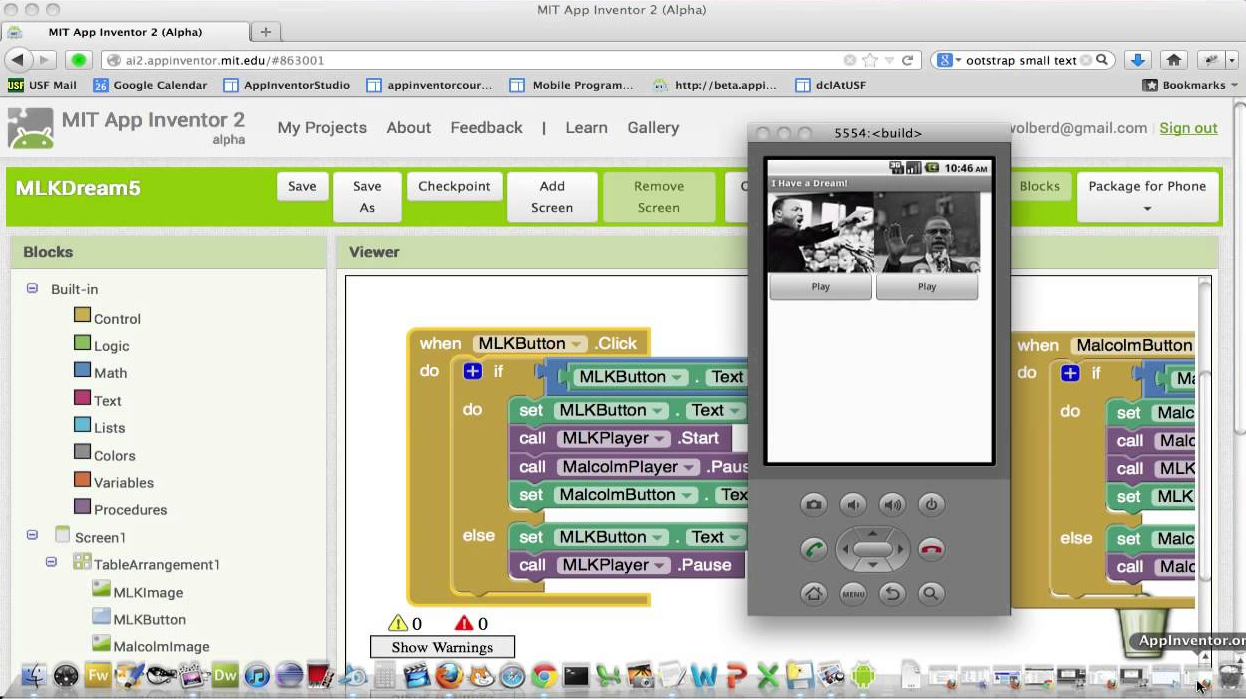 MIT App Inventor 2 (Alpha)
MIT App Inventor 2 (Alpha)
ai2.appinventor.mit.edu/#863001
ootstrap small text
USF Mail
Google Calendar
AppInventorStudio
appinventorcour...
Mobile Program...
http://beta.appi...
dclAtUSF
Bookmarks
MIT App Inventor 2
alpha
My Projects
About
Feedback
|
Learn
Gallery
wolberd@gmail.com
Sign out
MLKDream5
Save
Save As
Checkpoint
Add Screen
Remove Screen
Blocks
Package for Phone
Blocks
Viewer
Built-in
Control
Logic
Math
Text
Lists
Colors
Variables
Procedures
Screen1
TableArrangement1
MLKImage
MLKButton
MalcolmImage
when MLKButton .Click
do if MLKButton . Text
do set MLKButton . Text
call MLKPlayer .Start
call MalcolmPlayer .Paus
set MalcolmButton . Tex
else set MLKButton . Text
call MLKPlayer .Pause
0 0
Show Warnings
5554:<build>
10:46 AM
I Have a Dream!
Play Play
MENU
when MalcolmButton
do if Ma
do set Malc
call Malc
call MLK
set MLK
else set Malc
call Malc
AppInventor.or
Fw
Dw